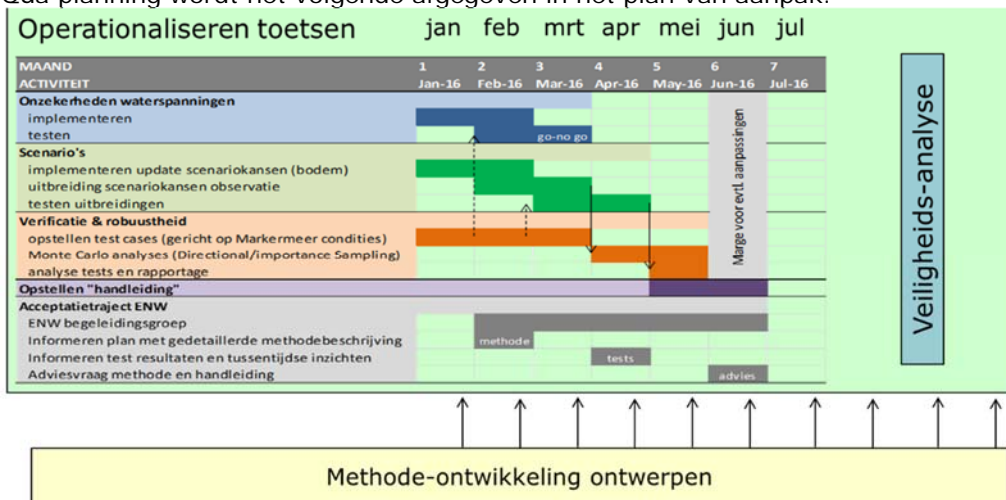 Qua planning wordt het volgende afgegeven in het plan van aanpak:
Operationaliseren toetsen jan feb mrt apr mei jun jul
MAAND 1 2 3 4 5 6 7
ACTIVITEIT Jan-16 Feb-16 Mar-16 Apr-16 May-16 Jun-16 Jul-16
Onzekerheden waterspanningen
implementeren
testen go-no go
Scenario's
implementeren update scenariokansen (bodem)
uitbreiding scenariokansen observatie
testen uitbreidingen
Verificatie & robuustheid
opstellen test cases (gericht op Markermeer condities)
Monte Carlo analyses (Directional/importance Sampling)
analyse tests en rapportage
Opstellen "handleiding"
Acceptatietraject ENW
ENW begeleidingsgroep
Informeren plan met gedetailleerde methodebeschrijving methode
Informeren test resultaten en tussentijdse inzichten tests
Adviesvraag methode en handleiding advies
Marge voor evtl. aanpassingen
Veiligheids-analyse
Methode-ontwikkeling ontwerpen